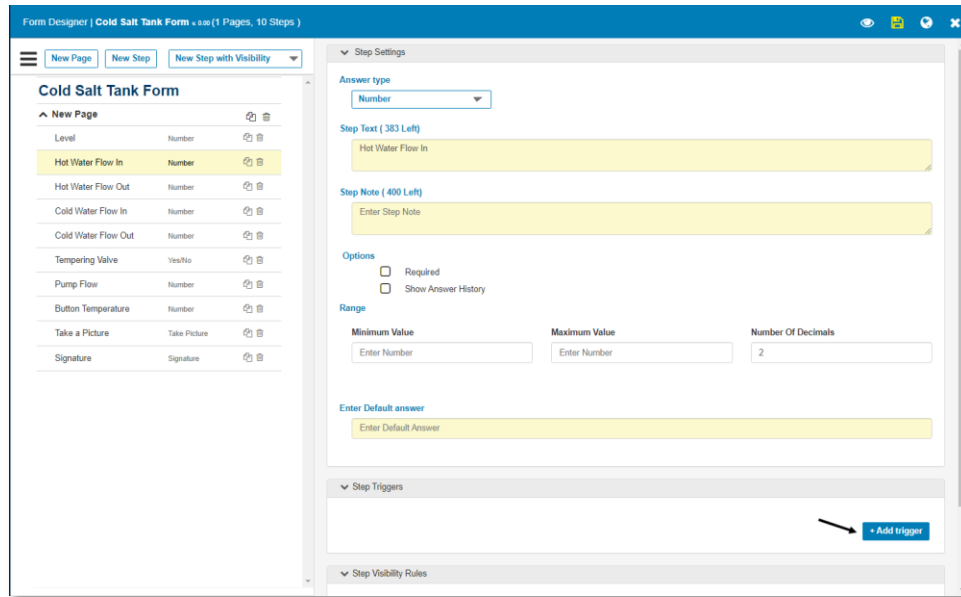 Form Designer | Cold Salt Tank Form v. 0.00 (1 Pages, 10 Steps )
New Page New Step New Step with Visibility
Cold Salt Tank Form
New Page
Level Number
Hot Water Flow In Number
Hot Water Flow Out Number
Cold Water Flow In Number
Cold Water Flow Out Number
Tempering Valve Yes/No
Pump Flow Number
Button Temperature Number
Take a Picture Take Picture
Signature Signature
Step Settings
Answer type
Number
Step Text ( 383 Left)
Hot Water Flow In
Step Note ( 400 Left)
Enter Step Note
Options
Required
Show Answer History
Range
Minimum Value Maximum Value Number Of Decimals
Enter Number Enter Number 2
Enter Default answer
Enter Default Answer
Step Triggers
+ Add trigger
Step Visibility Rules